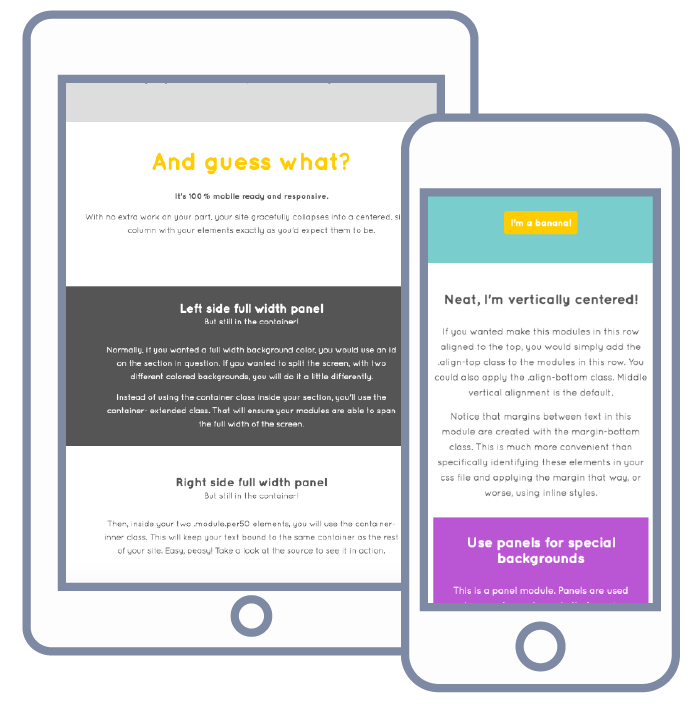 And guess what?
It's 100% mobile ready and responsive.
With no extra work on your part, your site gracefully collapses into a centered,
column with your elements exactly as you'd expect them to be.
Left side full width panel
But still in the container!
Normally, if you wanted a full width background color, you would use an id
on the section in question. If you wanted to split the screen, with two
different colored backgrounds, you will do it a little differently.
Instead of using the container class inside your section, you'll use the
container- extended class. That will ensure your modules are able to span
the full width of the screen.
Right side full width panel
But still in the container!
Then, inside your two .module.per50 elements, you will use the container-
inner class. This will keep your text bound to the same container as the rest
of your site. Easy, peasy! Take a look at the source to see it in action.
I'm a banana!
Neat, I'm vertically centered!
If you wanted make this modules in this row
aligned to the top, you would simply add the
.align-top class to the modules in this row. You
could also apply the .align-bottom class. Middle
vertical alignment is the default.
Notice that margins between text in this
module are created with the margin-bottom
class. This is much more convenient than
specifically identifying these elements in your
css file and applying the margin that way, or
worse, using inline styles.
Use panels for special
backgrounds
This is a panel module. Panels are used